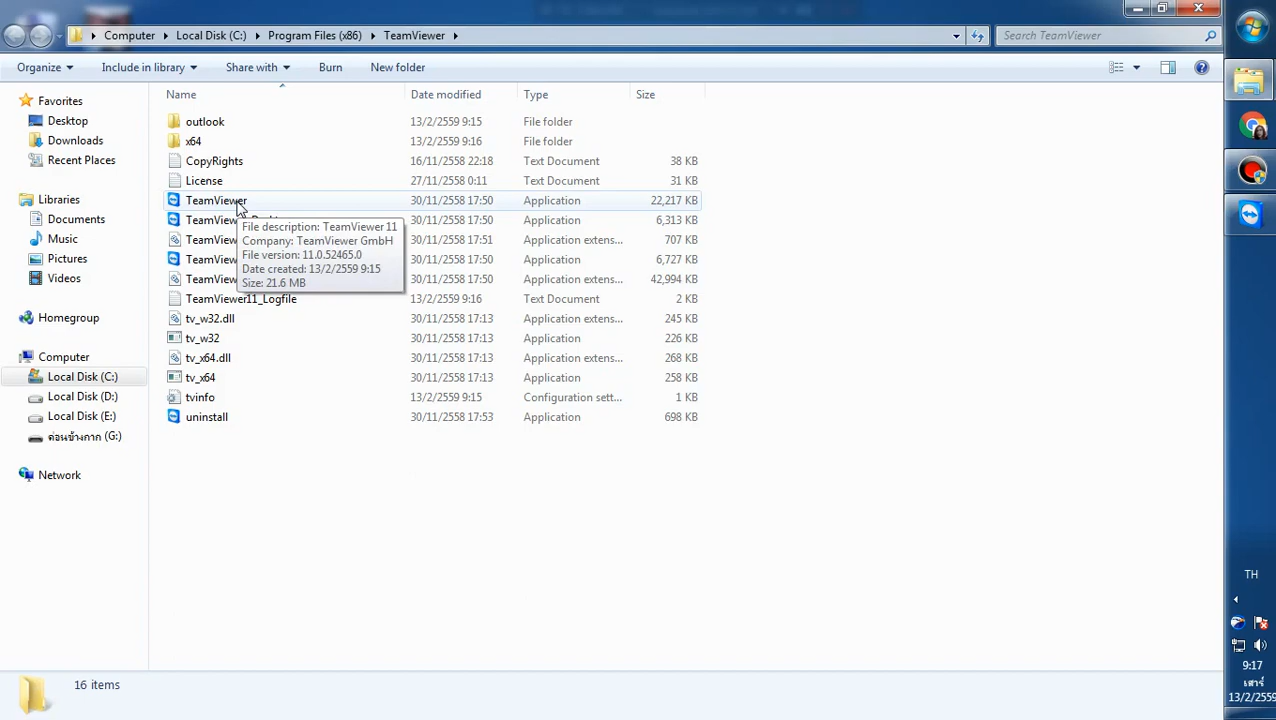 Computer Local Disk (C:) Program Files (x86) TeamViewer Search TeamViewer
Organize Include in library Share with Burn New folder
Name Date modified Type Size
Favorites
Desktop
Downloads
Recent Places
Libraries
Documents
Music
Pictures
Videos
Homegroup
Computer
Local Disk (C:)
Local Disk (D:)
Local Disk (E:)
ค่อนข้างกาก (G:)
Network
outlook 13/2/2559 9:15 File folder
x64 13/2/2559 9:16 File folder
CopyRights 16/11/2558 22:18 Text Document 38 KB
License 27/11/2558 0:11 Text Document 31 KB
TeamViewer 30/11/2558 17:50 Application 22,217 KB
TeamViewer 30/11/2558 17:50 Application 6,313 KB
TeamView 30/11/2558 17:51 Application extens... 707 KB
TeamView 30/11/2558 17:50 Application 6,727 KB
TeamView 30/11/2558 17:50 Application extens... 42,994 KB
TeamViewer11_Logfile 13/2/2559 9:16 Text Document 2 KB
tv_w32.dll 30/11/2558 17:13 Application extens... 245 KB
tv_w32 30/11/2558 17:13 Application 226 KB
tv_x64.dll 30/11/2558 17:13 Application extens... 268 KB
tv_x64 30/11/2558 17:13 Application 258 KB
tvinfo 13/2/2559 9:15 Configuration sett... 1 KB
uninstall 30/11/2558 17:53 Application 698 KB
File description: TeamViewer 11
Company: TeamViewer GmbH
File version: 11.0.52465.0
Date created: 13/2/2559 9:15
Size: 21.6 MB
16 items
TH
9:17
เสาร์
13/2/2559